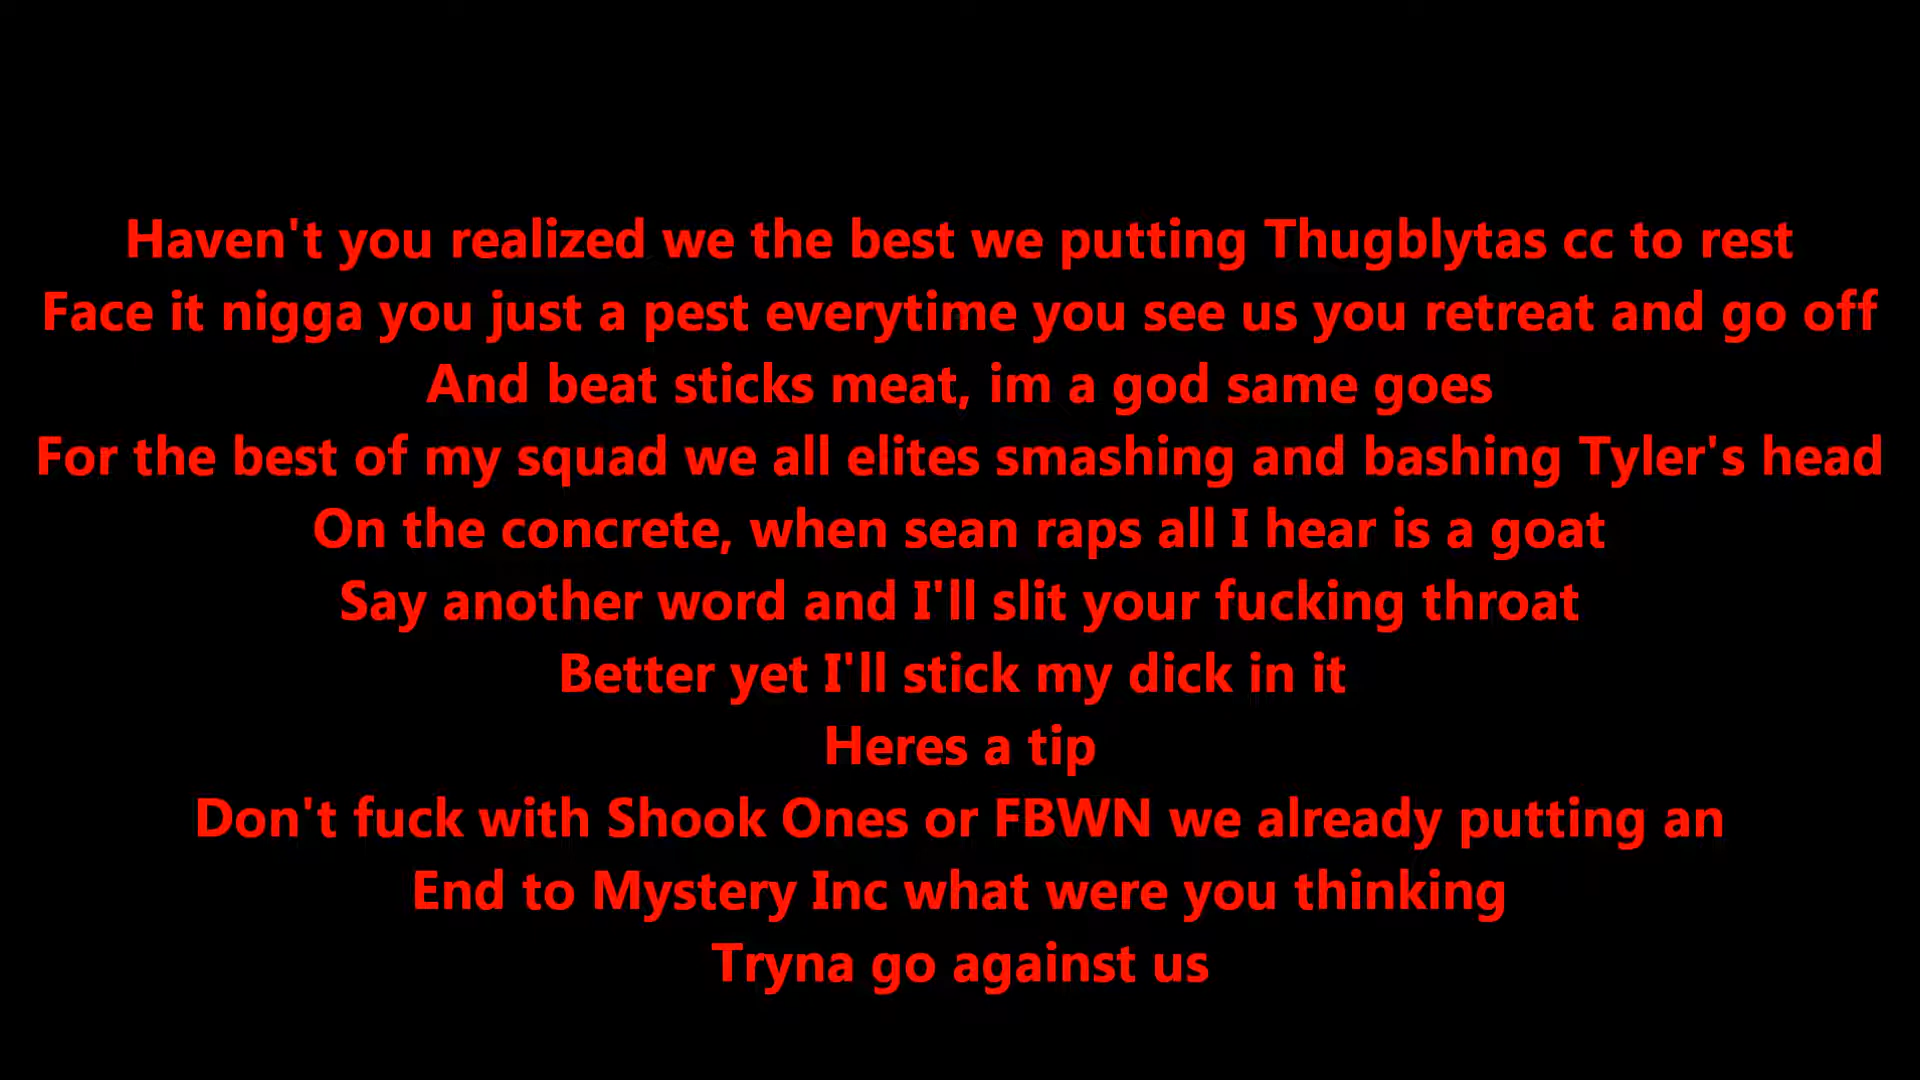 Haven't you realized we the best we putting Thugblytas cc to rest
Face it nigga you just a pest everytime you see us you retreat and go off
And beat sticks meat, im a god same goes
For the best of my squad we all elites smashing and bashing Tyler's head
On the concrete, when sean raps all I hear is a goat
Say another word and I'll slit your fucking throat
Better yet I'll stick my dick in it
Heres a tip
Don't fuck with Shook Ones or FBWN we already putting an
End to Mystery Inc what were you thinking
Tryna go against us